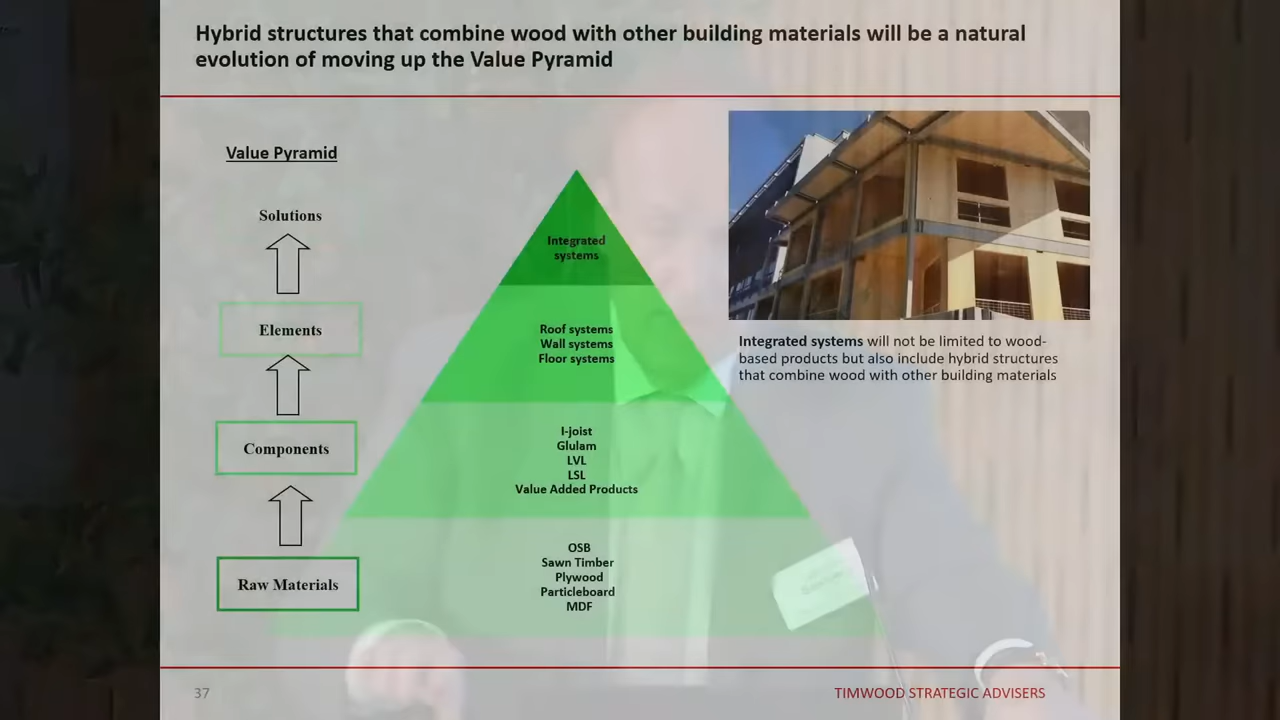 Hybrid structures that combine wood with other building materials will be a natural
evolution of moving up the Value Pyramid
Value Pyramid
Solutions
Elements
Components
Raw Materials
Integrated
systems
Roof systems
Wall systems
Floor systems
I-joist
Glulam
LVL
LSL
Value Added Products
OSB
Sawn Timber
Plywood
Particleboard
MDF
Integrated systems will not be limited to wood-
based products but also include hybrid structures
that combine wood with other building materials
37
TIMWOOD STRATEGIC ADVISERS